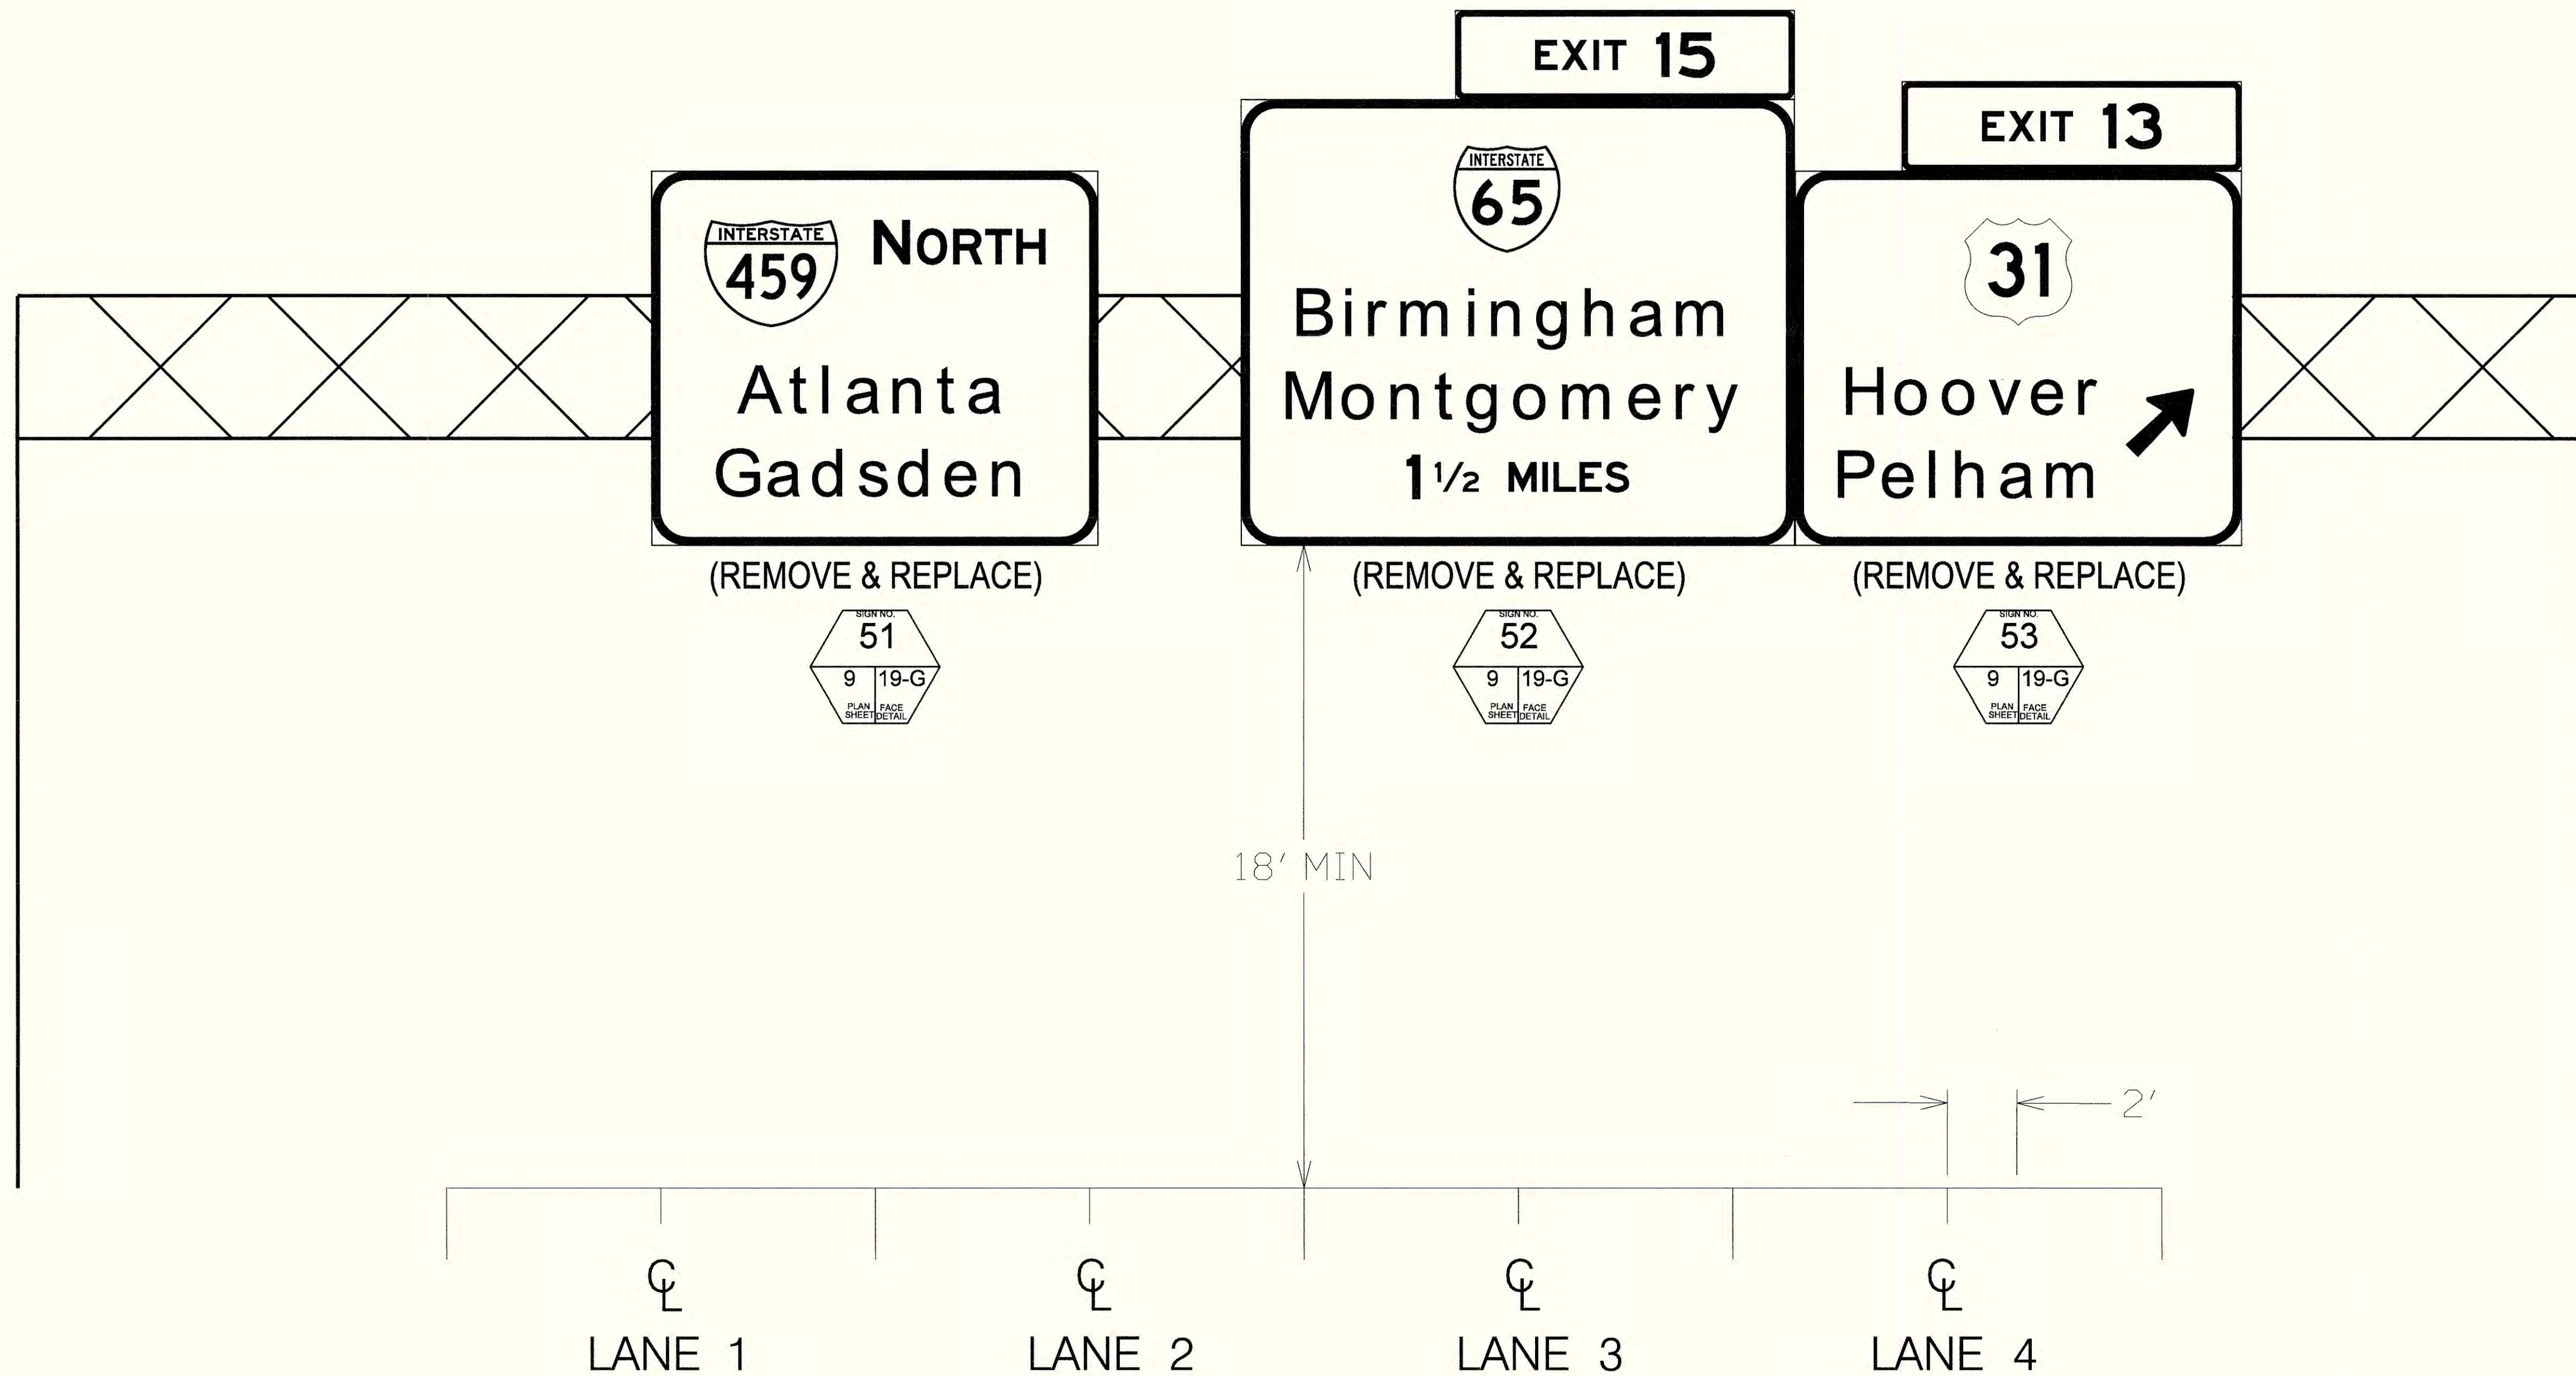 INTERSTATE
459
NORTH
Atlanta
Gadsden
(REMOVE & REPLACE)
SIGN NO.
51
9 19-G
PLAN SHEET FACE DETAIL
EXIT 15
INTERSTATE
65
Birmingham
Montgomery
1 1/2 MILES
(REMOVE & REPLACE)
SIGN NO.
52
9 19-G
PLAN SHEET FACE DETAIL
EXIT 13
31
Hoover
Pelham
(REMOVE & REPLACE)
SIGN NO.
53
9 19-G
PLAN SHEET FACE DETAIL
18' MIN
2'
CL CL CL CL
LANE 1 LANE 2 LANE 3 LANE 4